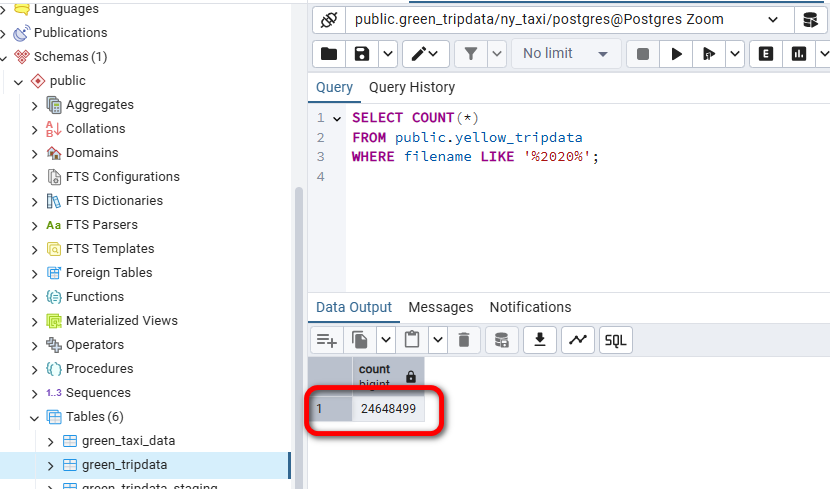 Languages
Publications
Schemas (1)
public
Aggregates
Collations
Domains
FTS Configurations
FTS Dictionaries
Aa FTS Parsers
FTS Templates
Foreign Tables
Functions
Materialized Views
Operators
Procedures
1..3 Sequences
Tables (6)
green_taxi_data
green_tripdata
green_tripdata_staging
public.green_tripdata/ny_taxi/postgres@Postgres Zoom
No limit
E
Query Query History
1 SELECT COUNT(*)
2 FROM public.yellow_tripdata
3 WHERE filename LIKE '%2020%';
4
Data Output Messages Notifications
SQL
count
bigint
1 24648499